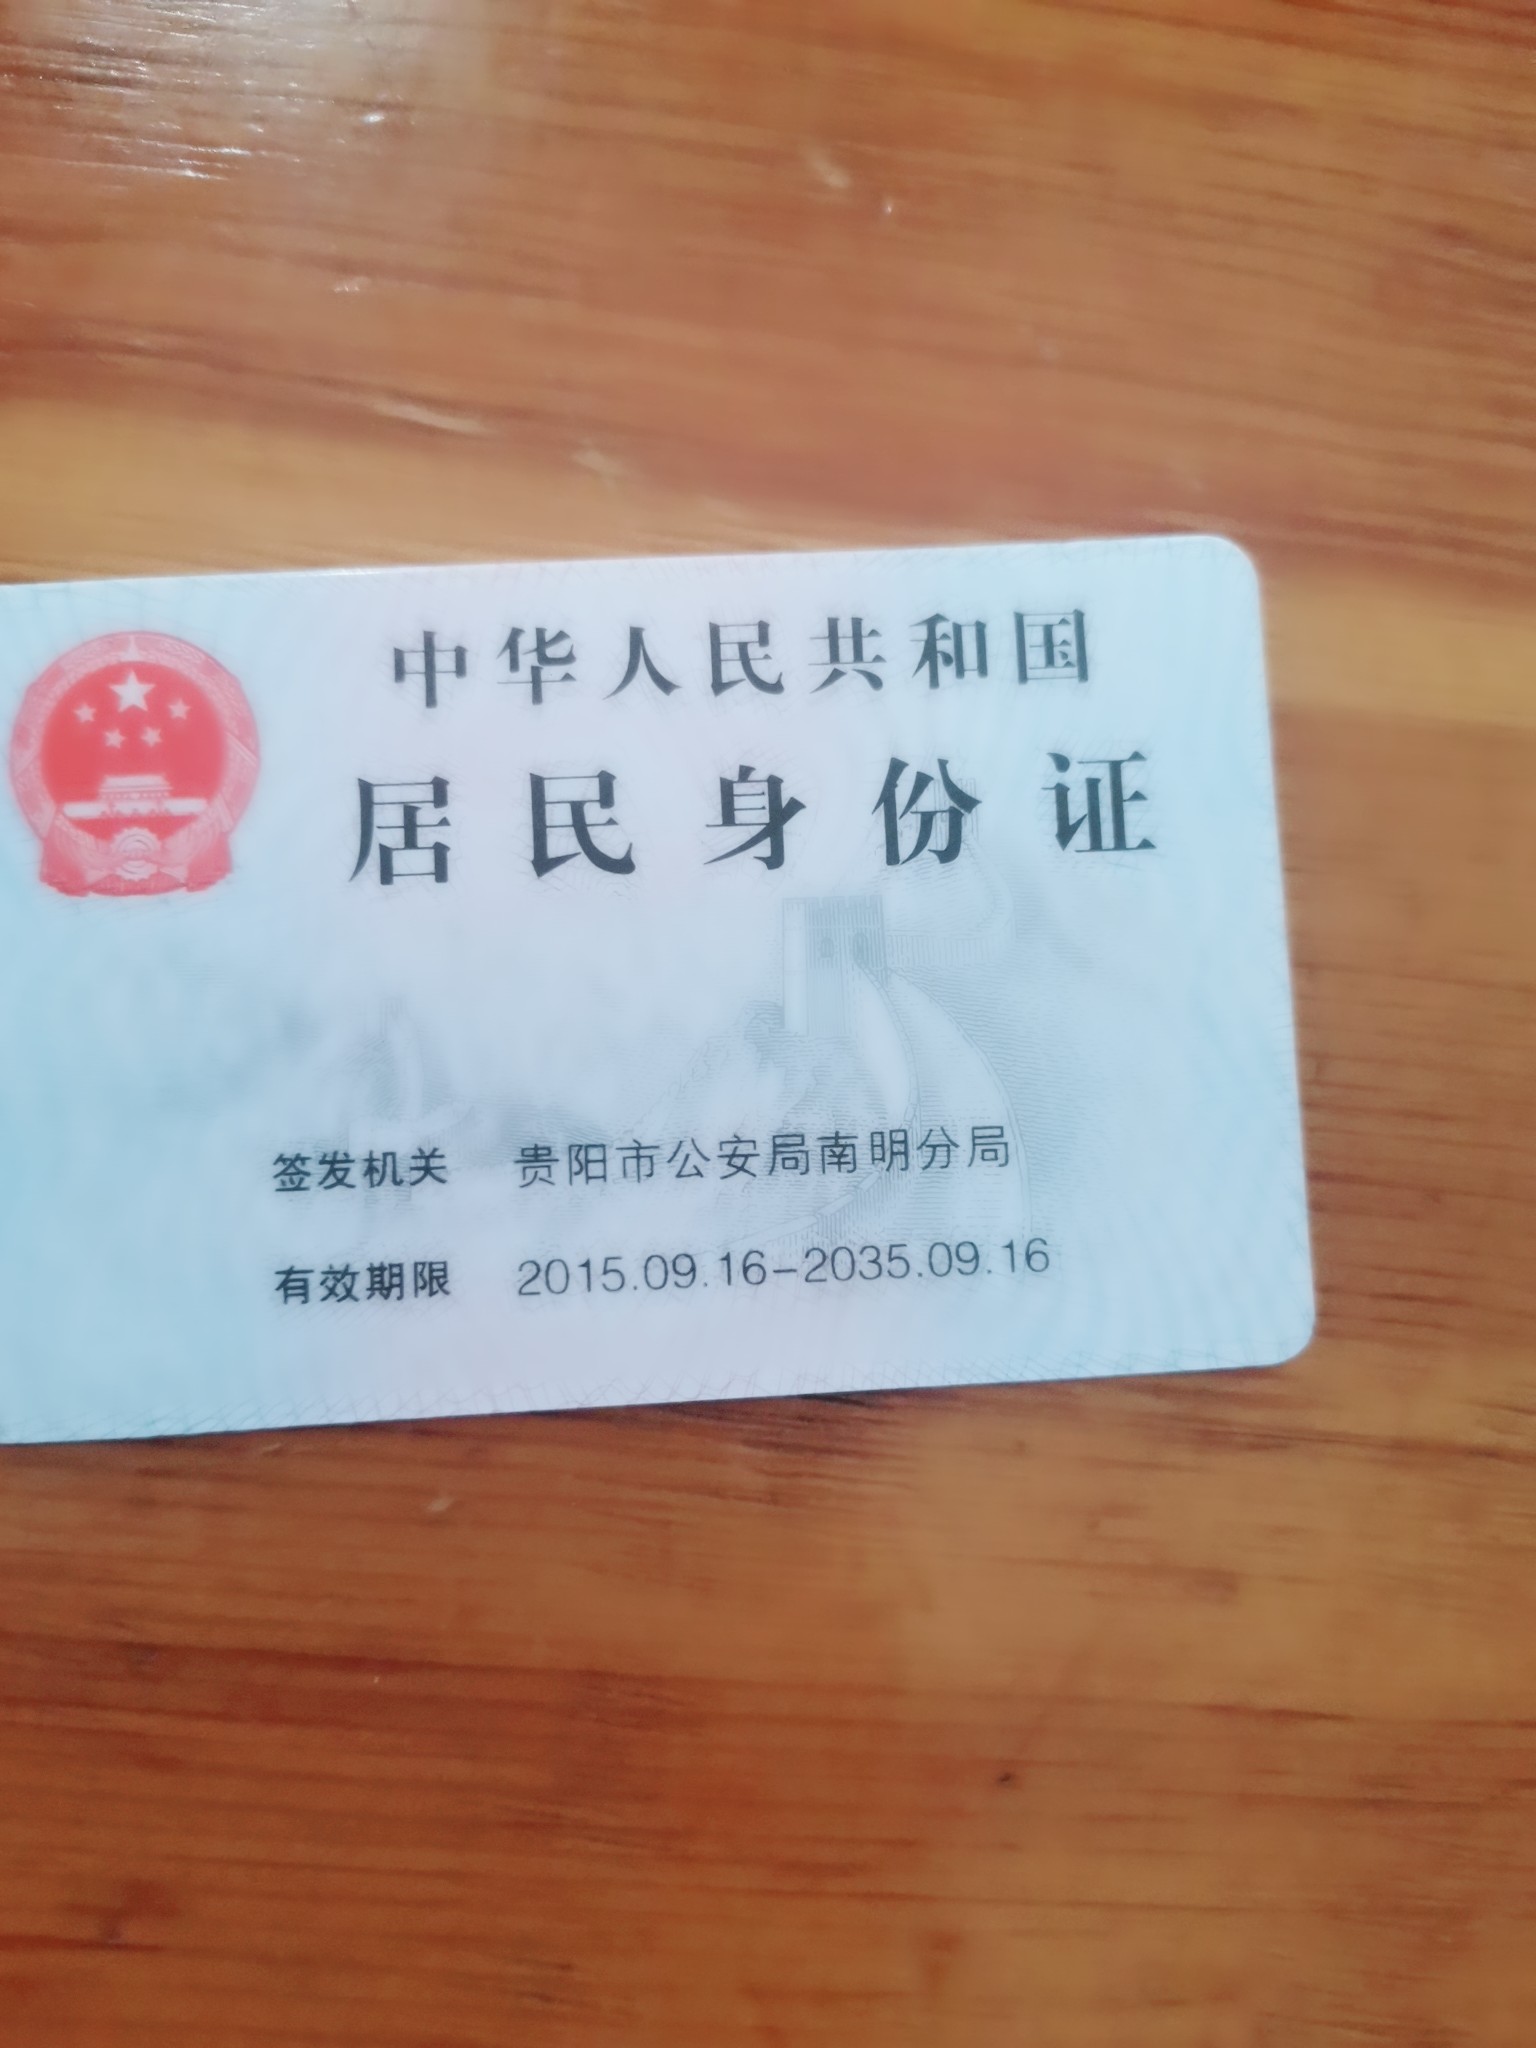 中华人民共和国
居民身份证
签发机关 贵阳市公安局南明分局
有效期限 2015.09.16-2035.09.16